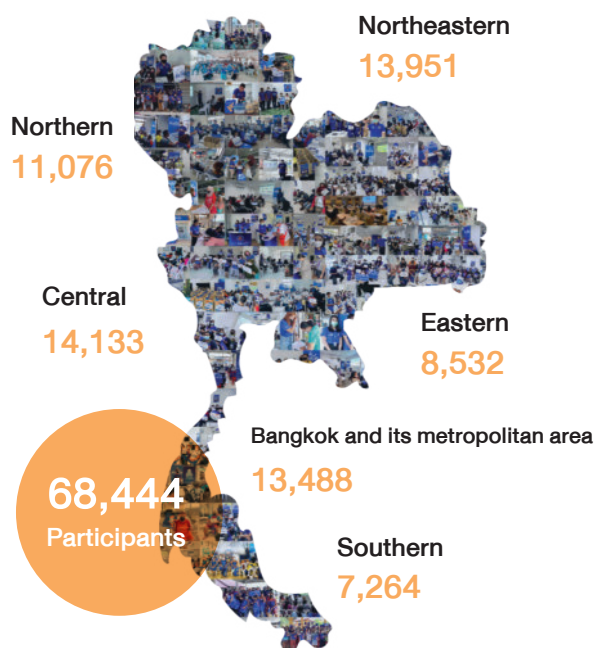 Northeastern
13,951
Northern
11,076
Central
14,133
Eastern
8,532
Bangkok and its metropolitan area
13,488
68,444
Participants
Southern
7,264